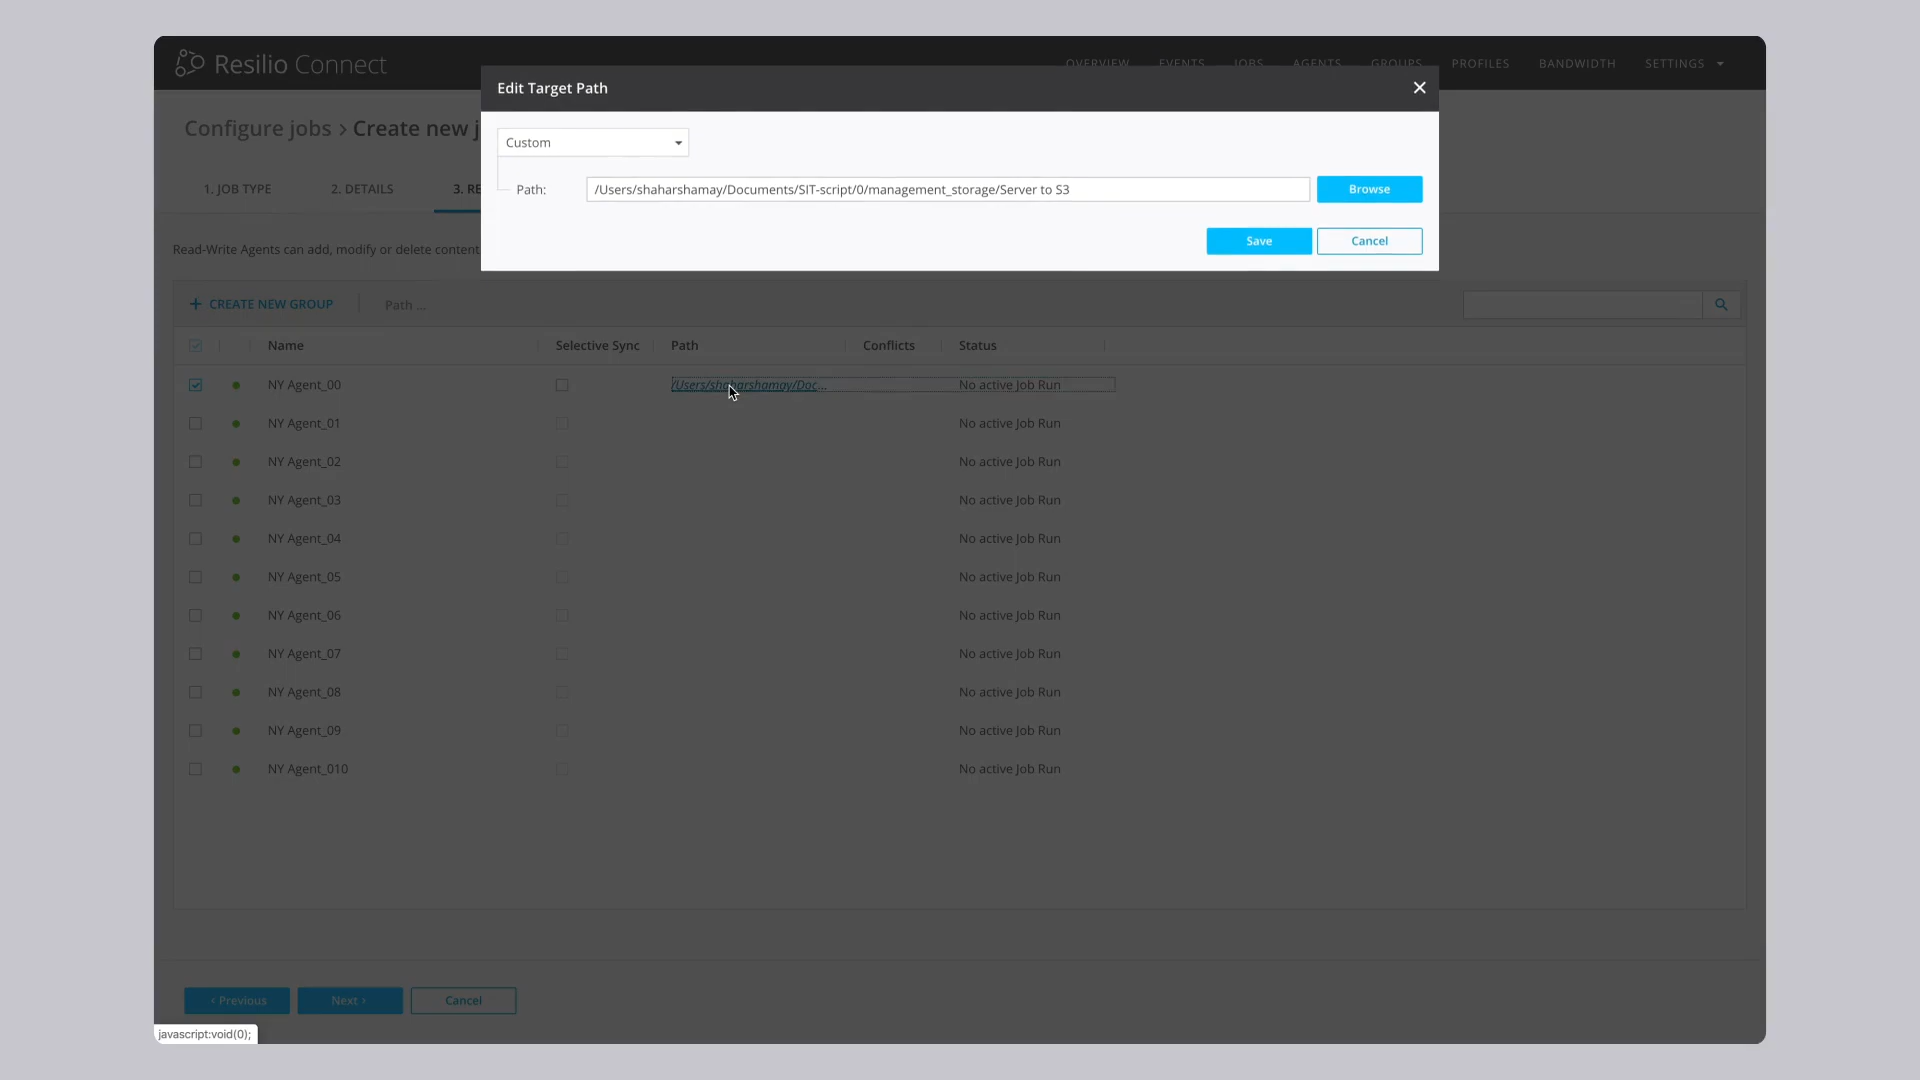 Resilio Connect
OVERVIEW EVENTS JOBS AGENTS GROUPS PROFILES BANDWIDTH SETTINGS
Edit Target Path
Configure jobs › Create new j
Custom
1. JOB TYPE 2. DETAILS 3. RE
Path: /Users/shaharshamay/Documents/SIT-script/0/management_storage/Server to S3 Browse
Save Cancel
Read-Write Agents can add, modify or delete content
+ CREATE NEW GROUP Path ...
Name Selective Sync Path Conflicts Status
NY Agent_00 /Users/shaharshamay/Doc... No active Job Run
NY Agent_01 No active Job Run
NY Agent_02 No active Job Run
NY Agent_03 No active Job Run
NY Agent_04 No active Job Run
NY Agent_05 No active Job Run
NY Agent_06 No active Job Run
NY Agent_07 No active Job Run
NY Agent_08 No active Job Run
NY Agent_09 No active Job Run
NY Agent_010 No active Job Run
‹ Previous Next › Cancel
javascript:void(0);